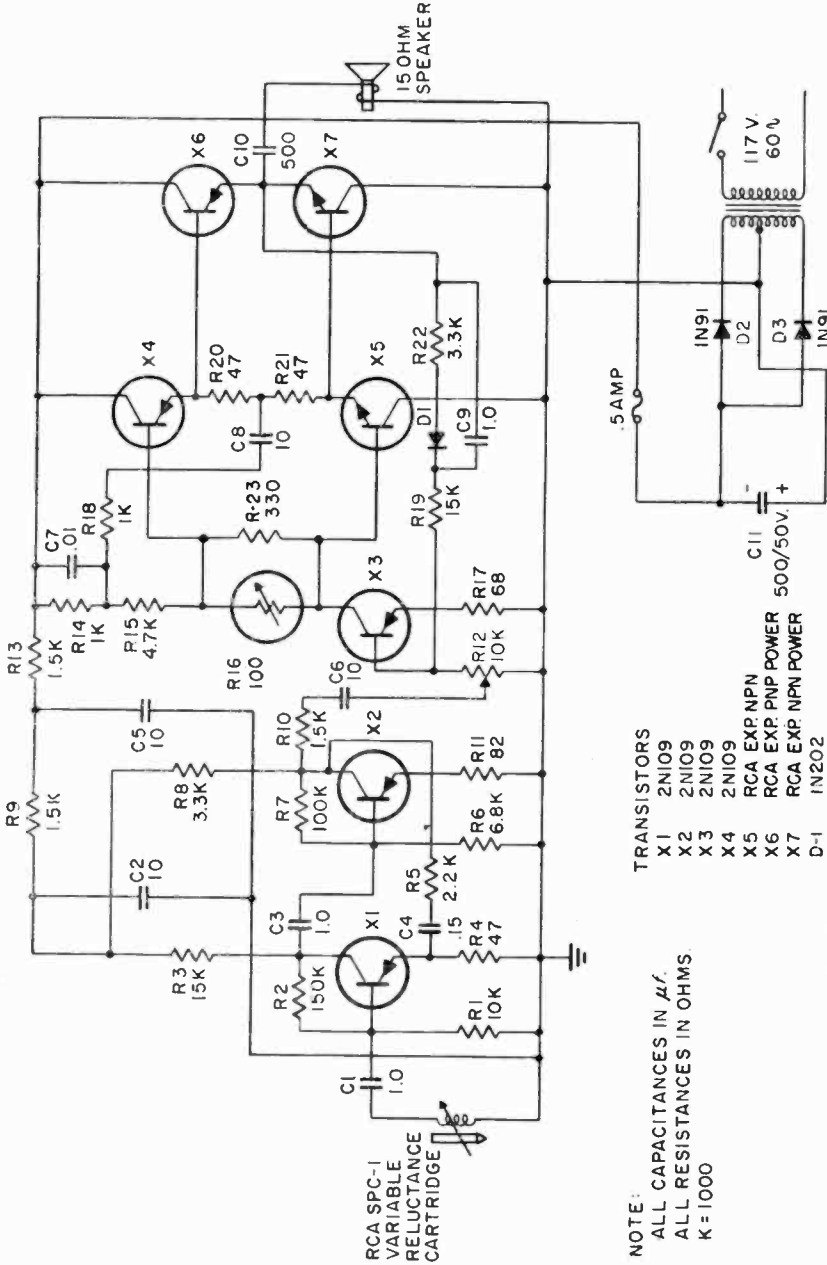 RCA SPC-1
VARIABLE
RELUCTANCE
CARTRIDGE
C1
1.0
R1
10K
R2
150K
R3
15K
X1
C3
1.0
C4
.15
R4
47
R5
2.2K
C2
10
R9
1.5K
R8
3.3K
R7
100K
R6
6.8K
X2
R11
82
R10
1.5K
C5
10
C6
10
R13
1.5K
R14
1K
C7
.01
R15
4.7K
R16
100
X3
R12
10K
R17
68
R18
1K
R-23
330
R19
15K
C8
10
X4
R20
47
R21
47
X5
D1
R22
3.3K
C9
1.0
X6
C10
500
X7
15 OHM
SPEAKER
.5AMP
1N91
D2
D3
1N91
117 V.
60~
C11
500/50V.
-
+
NOTE:
ALL CAPACITANCES IN μf.
ALL RESISTANCES IN OHMS.
K=1000
TRANSISTORS
X1 2N109
X2 2N109
X3 2N109
X4 2N109
X5 RCA EXP. NPN
X6 RCA EXP. PNP POWER
X7 RCA EXP. NPN POWER
D-1 1N202